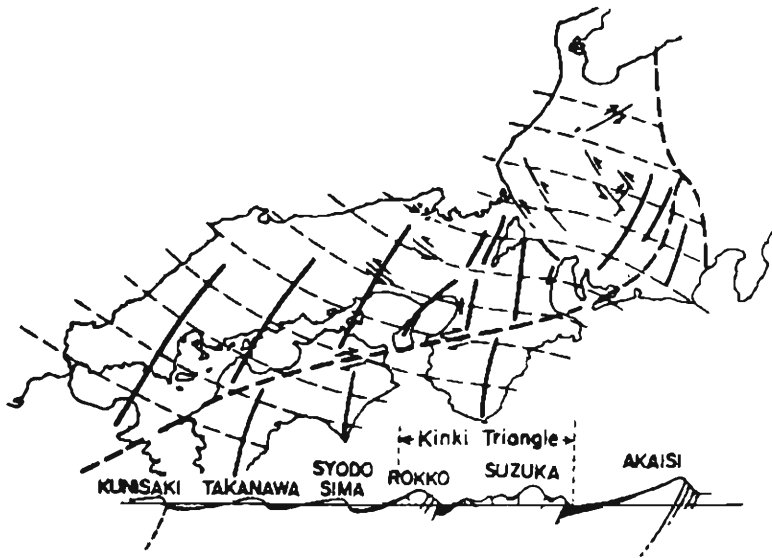 Kinki Triangle
KUNISAKI TAKANAWA SYODO SIMA ROKKO SUZUKA AKAISI